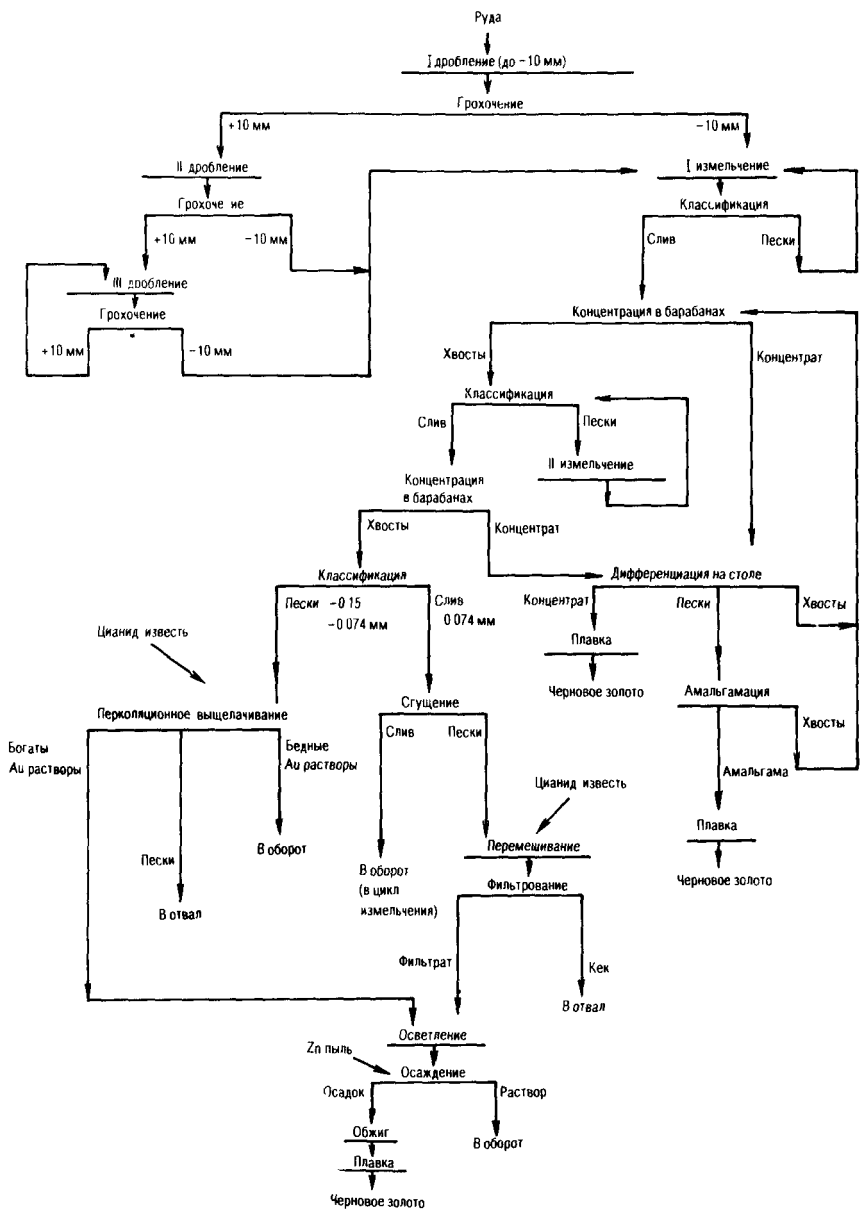 Руда
I дробление (до -10 мм)
Грохочение
+10 мм
-10 мм
II дробление
I измельчение
Грохоче ие
Классификация
+10 мм
-10 мм
Слив
Пески
III дробление
Грохочение
+10 мм
-10 мм
Концентрация в барабанах
Хвосты
Концентрат
Классификация
Слив
Пески
II измельчение
Концентрация
в барабанах
Хвосты
Концентрат
Классификация
Дифференциация на столе
Пески -0.15
-0 074 мм
Слив
0 074 мм
Концентрат
Пески
Хвосты
Цианид известь
Плавка
Черновое золото
Перколяционное выщелачивание
Сгущение
Амальгамация
Богаты
Au растворы
Бедные
Au растворы
Слив
Пески
Хвосты
Амальгама
Цианид известь
Плавка
В оборот
Пески
Перемешивание
В оборот
(в цикл
измельчения)
Черновое золото
Фильтрование
В отвал
Фильтрат
Кек
В отвал
Осветление
Zn пыль
Осаждение
Осадок
Раствор
Обжиг
В оборот
Плавка
Черновое золото